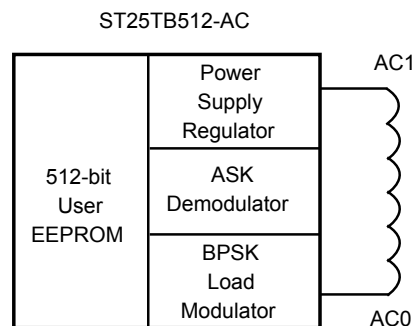 ST25TB512-AC
Power
Supply
Regulator
AC1
512-bit
User
EEPROM
ASK
Demodulator
BPSK
Load
Modulator
AC0